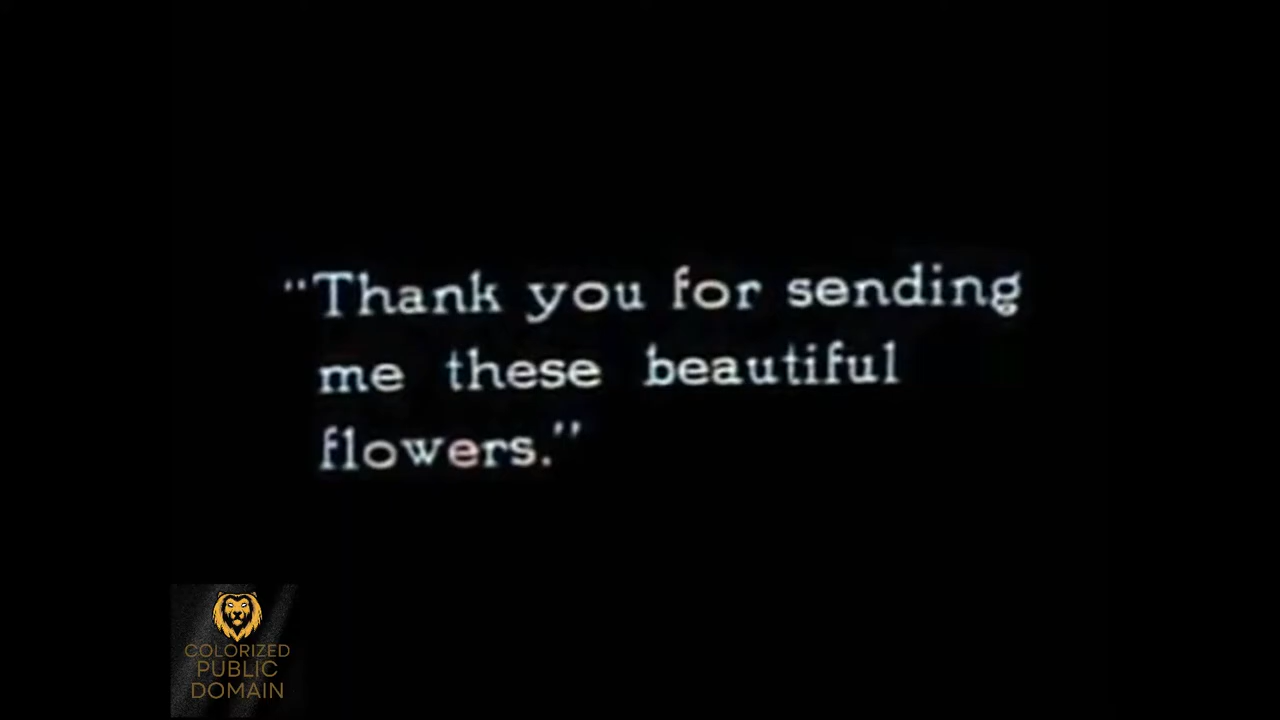 “Thank you for sending
me these beautiful
flowers.”
COLORIZED
PUBLIC
DOMAIN